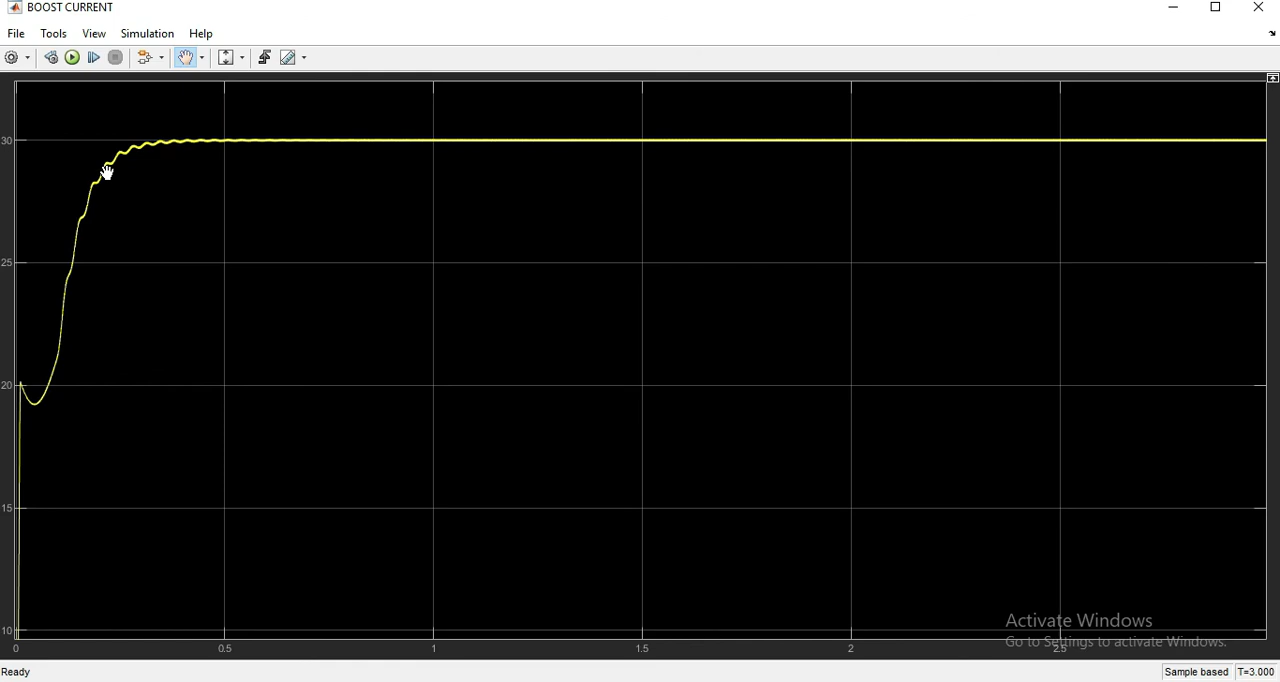 BOOST CURRENT
File Tools View Simulation Help
30
25
20
15
10
0 0.5 1 1.5 2 2.5
Activate Windows
Go to Settings to activate Windows.
Ready Sample based T=3.000